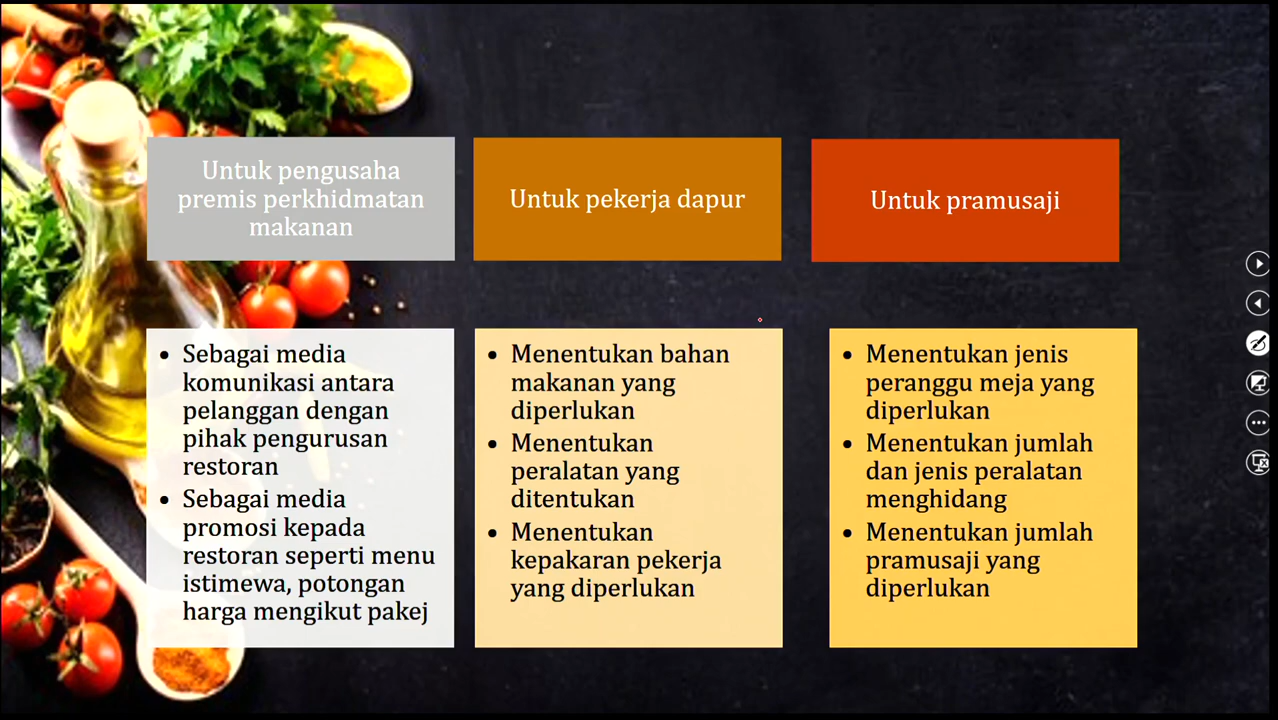 Untuk pengusaha
premis perkhidmatan
makanan
Untuk pekerja dapur
Untuk pramusaji
• Sebagai media
komunikasi antara
pelanggan dengan
pihak pengurusan
restoran
• Sebagai media
promosi kepada
restoran seperti menu
istimewa, potongan
harga mengikut pakej
• Menentukan bahan
makanan yang
diperlukan
• Menentukan
peralatan yang
ditentukan
• Menentukan
kepakaran pekerja
yang diperlukan
• Menentukan jenis
peranggu meja yang
diperlukan
• Menentukan jumlah
dan jenis peralatan
menghidang
• Menentukan jumlah
pramusaji yang
diperlukan